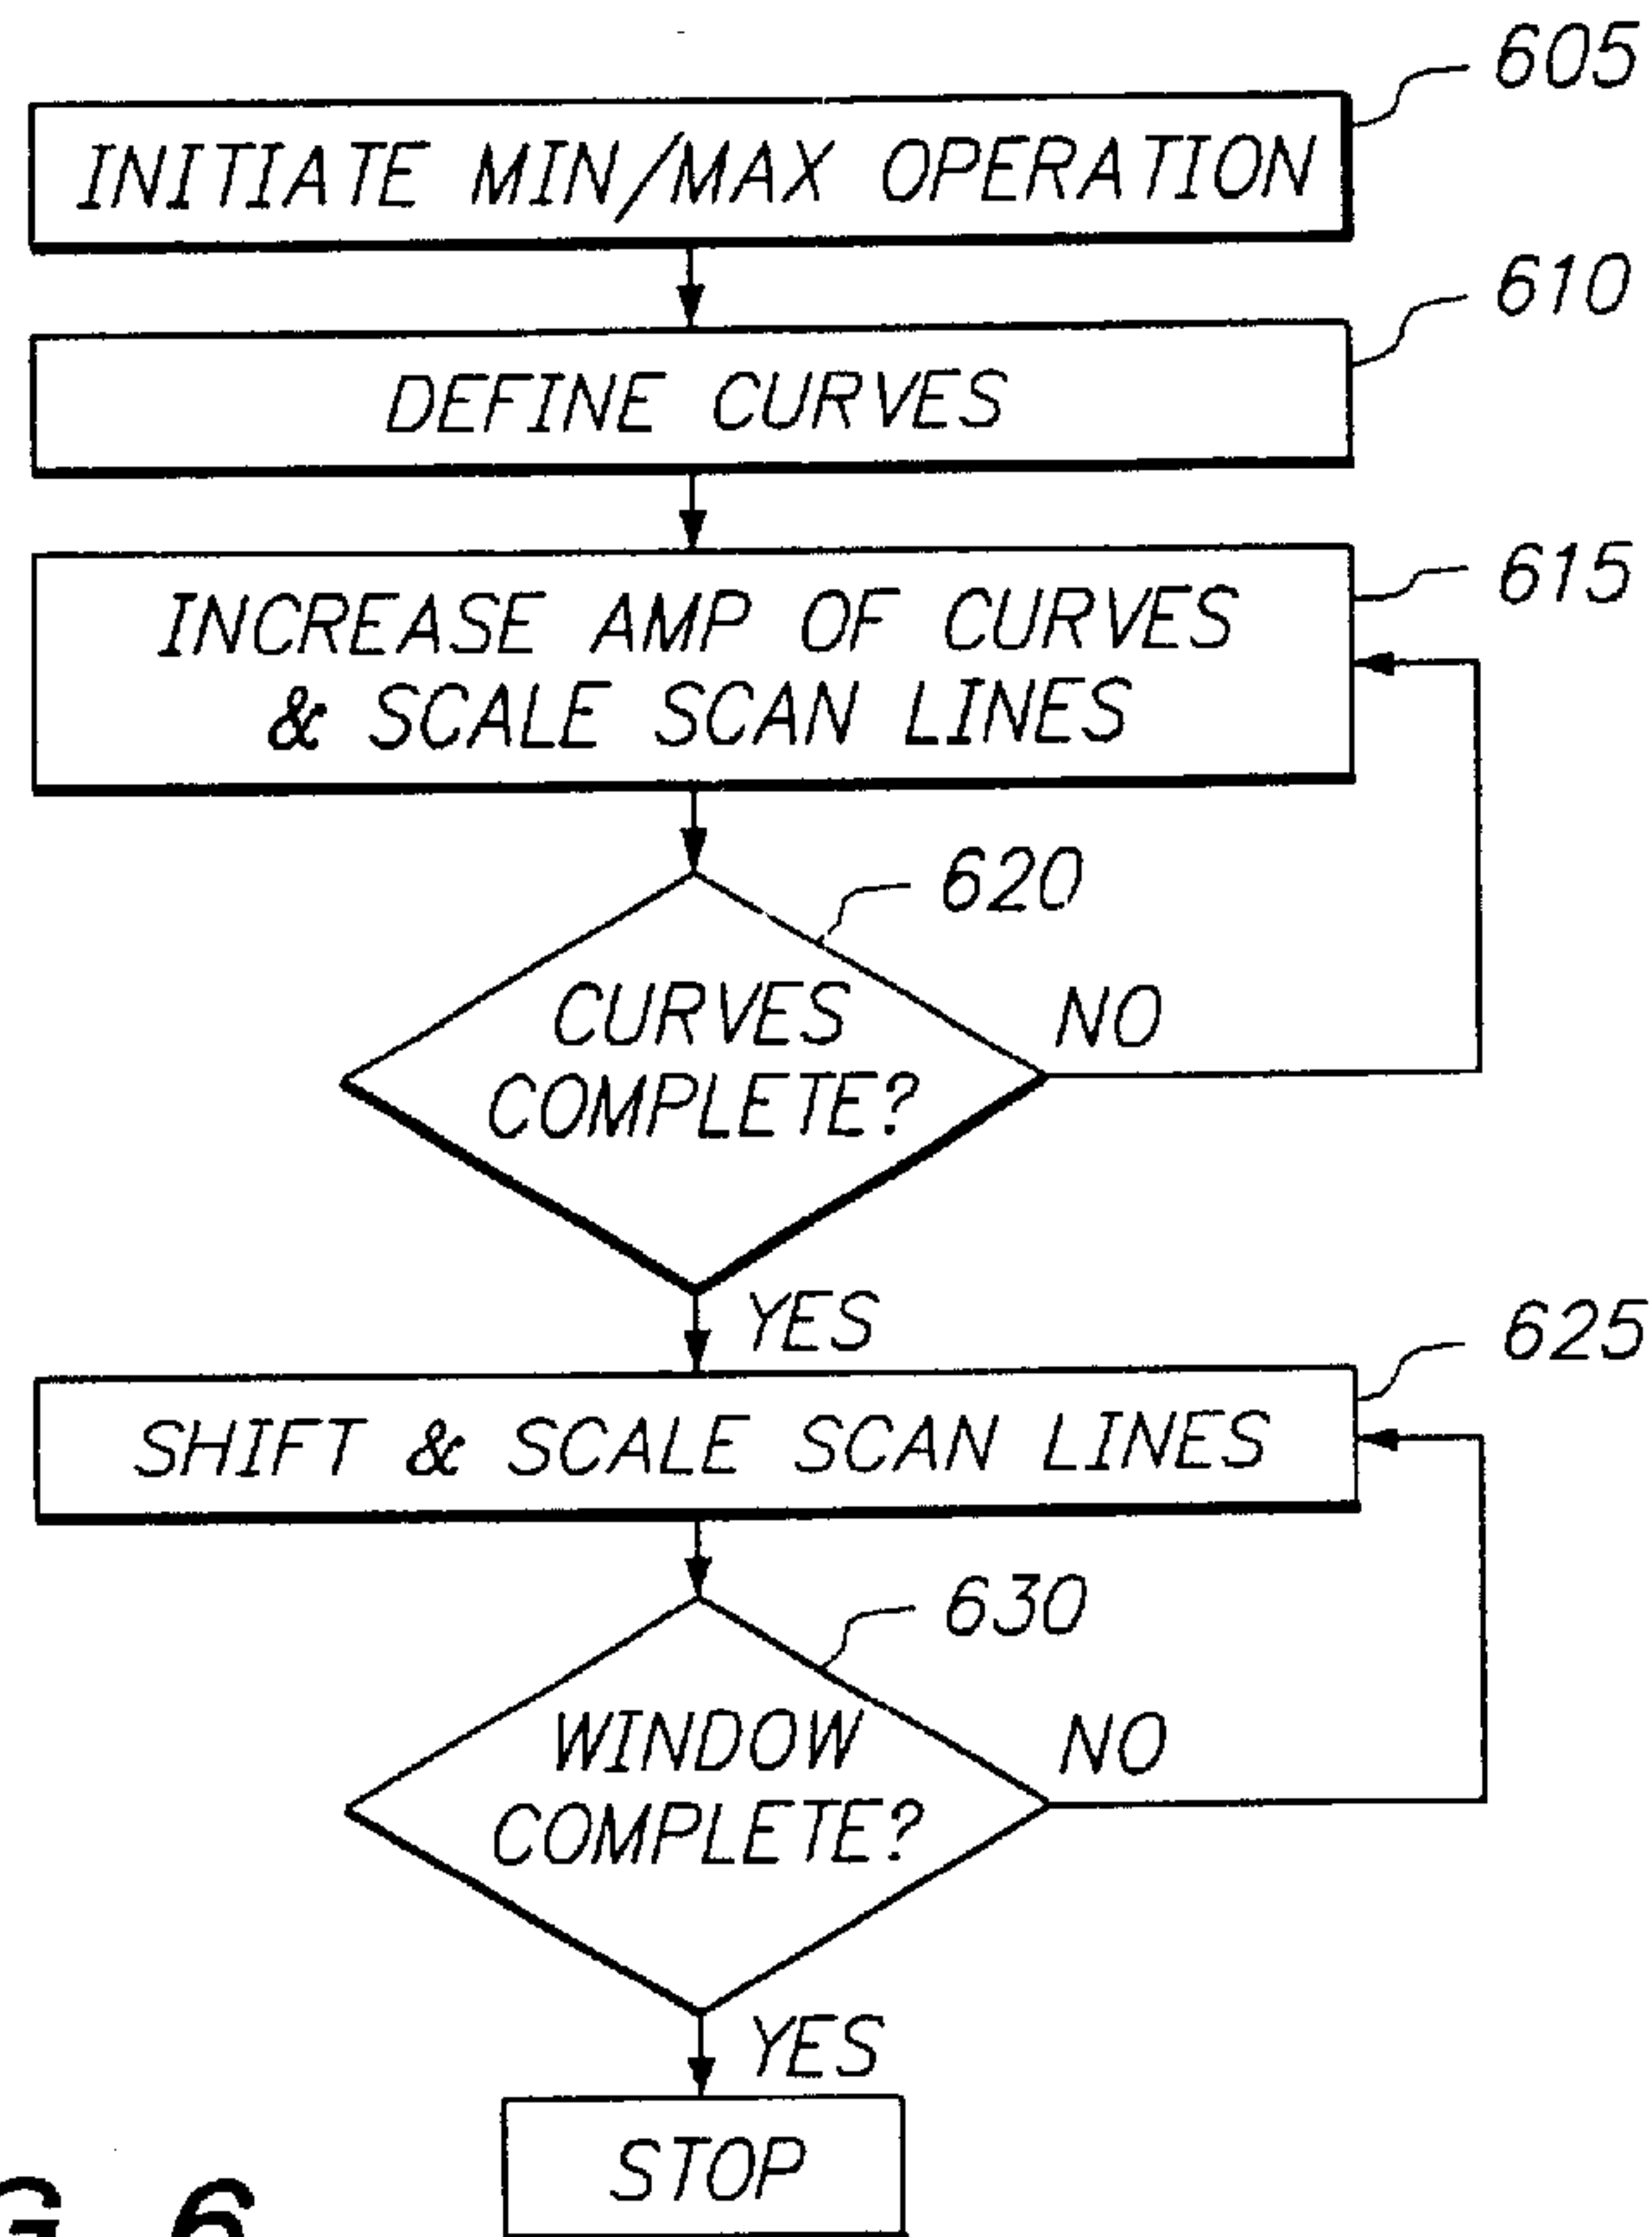 605
INITIATE MIN/MAX OPERATION
610
DEFINE CURVES
615
INCREASE AMP OF CURVES
& SCALE SCAN LINES
620
CURVES
COMPLETE?
NO
YES
625
SHIFT & SCALE SCAN LINES
630
WINDOW
COMPLETE?
NO
YES
STOP
G 6